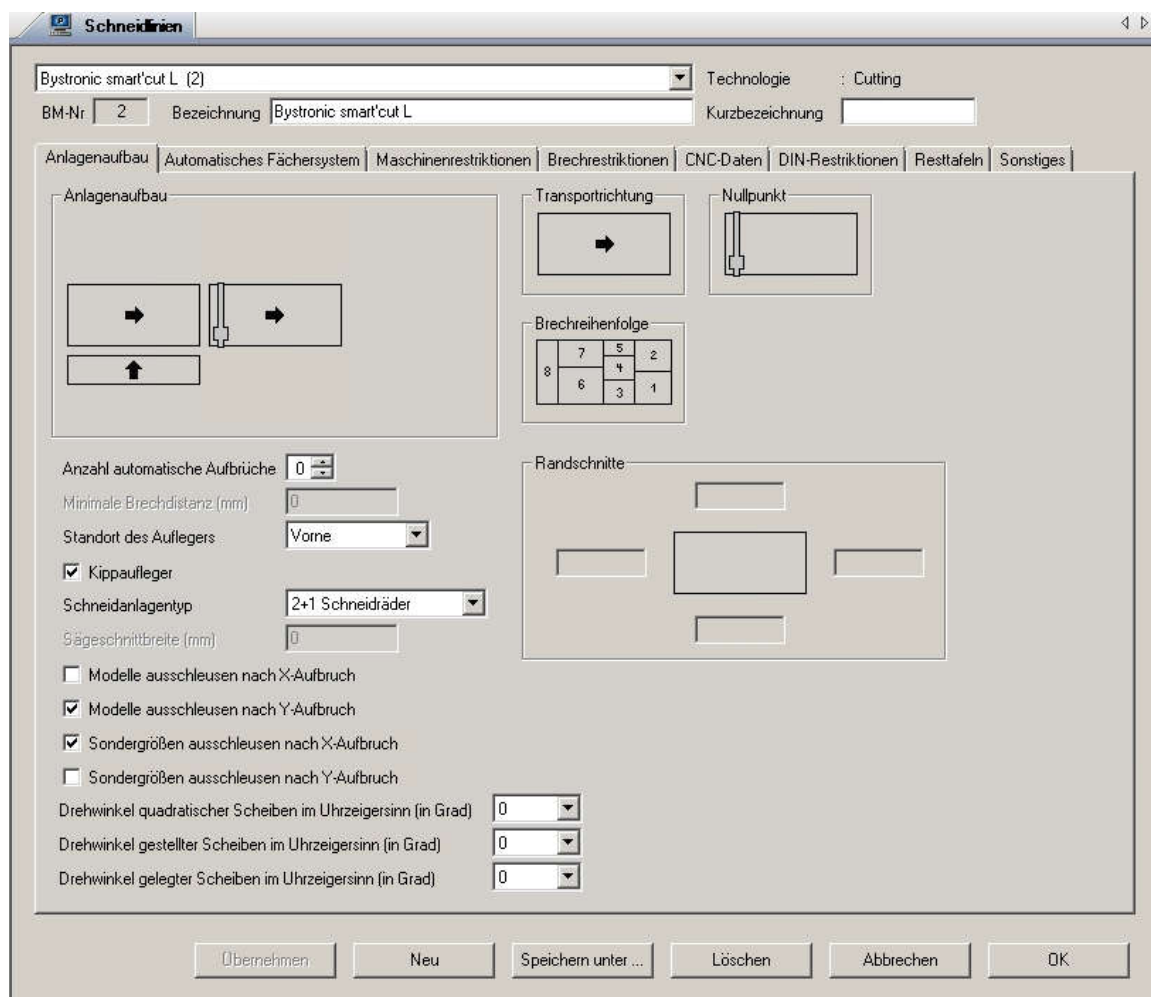 Schneidlinien
Bystronic smart'cut L (2)
Technologie : Cutting
BM-Nr 2 Bezeichnung Bystronic smart'cut L Kurzbezeichnung
Anlagenaufbau Automatisches Fächersystem Maschinenrestriktionen Brechrestriktionen CNC-Daten DIN-Restriktionen Resttafeln Sonstiges
Anlagenaufbau
Transportrichtung
Nullpunkt
Brechreihenfolge
7 5 2
8 4
6 3 1
Anzahl automatische Aufbrüche 0
Minimale Brechdistanz (mm) 0
Standort des Auflegers Vorne
Kippaufleger
Schneidanlagentyp 2+1 Schneidräder
Sägeschnittbreite (mm) 0
Randschnitte
Modelle ausschleusen nach X-Aufbruch
Modelle ausschleusen nach Y-Aufbruch
Sondergrößen ausschleusen nach X-Aufbruch
Sondergrößen ausschleusen nach Y-Aufbruch
Drehwinkel quadratischer Scheiben im Uhrzeigersinn (in Grad) 0
Drehwinkel gestellter Scheiben im Uhrzeigersinn (in Grad) 0
Drehwinkel gelegter Scheiben im Uhrzeigersinn (in Grad) 0
Übernehmen Neu Speichern unter ... Löschen Abbrechen OK